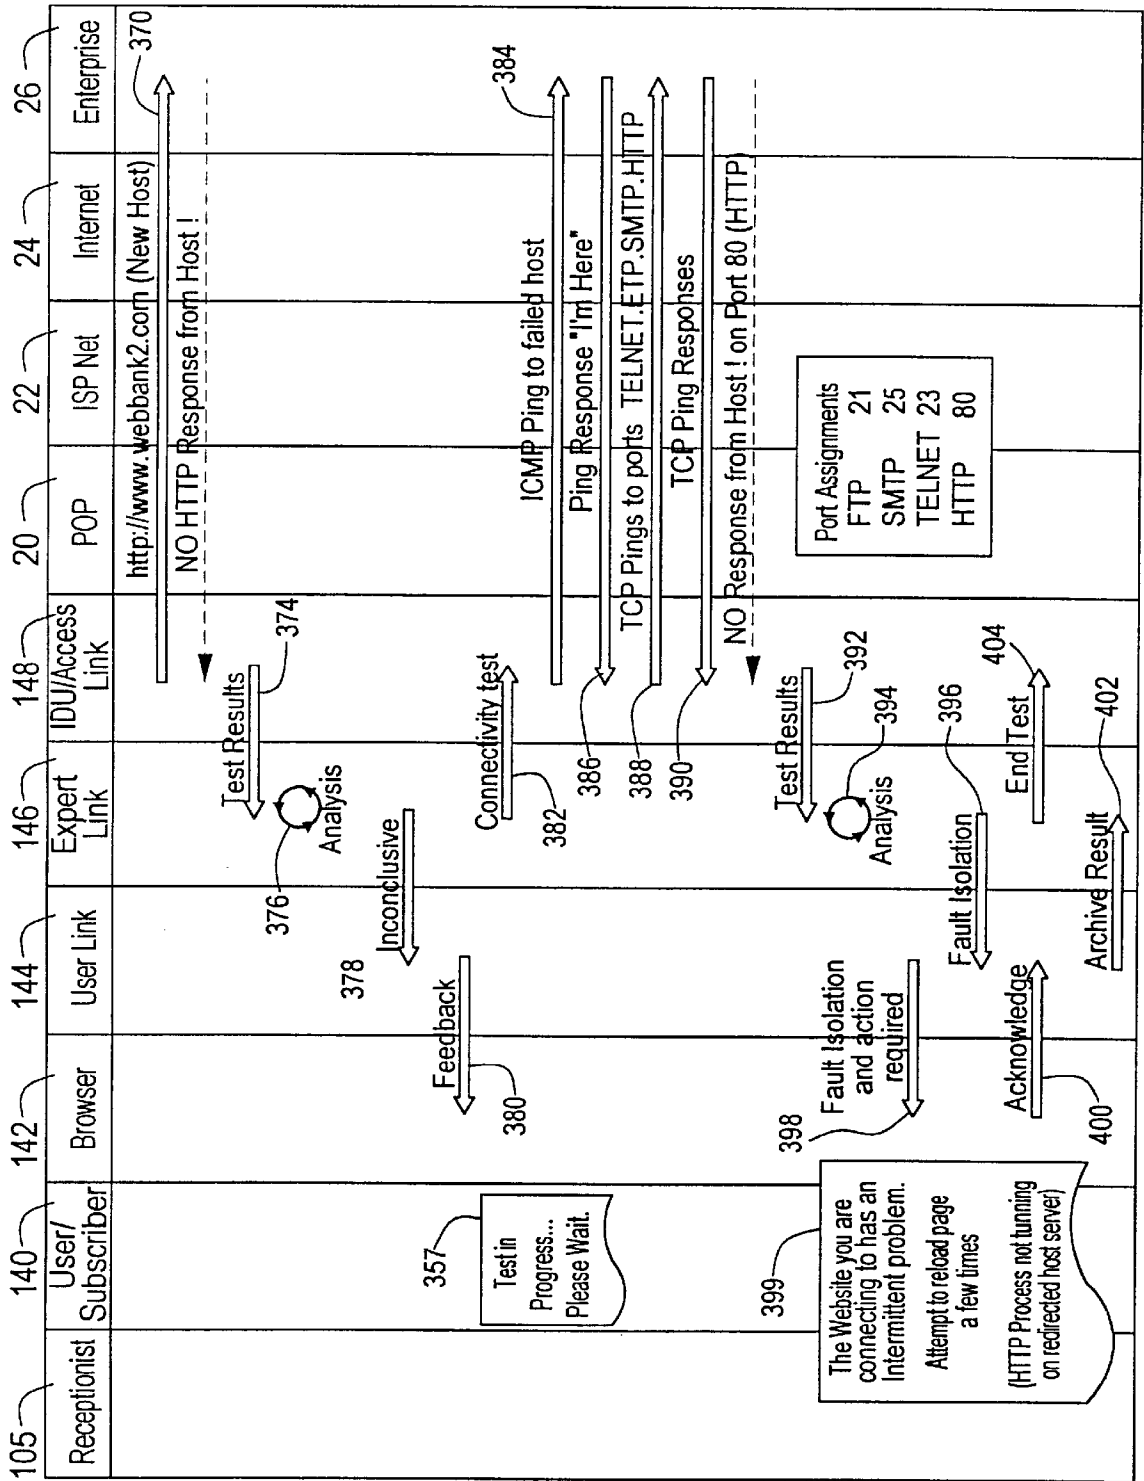 105
140
142
144
146
148
20
22
24
26
Receptionist
User/
Subscriber
Browser
User Link
Expert
Link
IDU/Access
Link
POP
ISP Net
Internet
Enterprise
http://www.webbank2.com (New Host)
370
NO HTTP Response from Host !
Test Results
374
376
Analysis
378
Inconclusive
357
Test in
Progress...
Please Wait.
Feedback
380
Connectivity test
382
ICMP Ping to failed host
384
Ping Response "I'm Here"
386
TCP Pings to ports TELNET.ETP.SMTP.HTTP
388
TCP Ping Responses
390
NO Response from Host ! on Port 80 (HTTP)
Test Results
392
Analysis
394
Port Assignments
FTP 21
SMTP 25
TELNET 23
HTTP 80
399
The Website you are
connecting to has an
Intermittent problem.
Attempt to reload page
a few times
(HTTP Process not tunning
on redirected host server)
398
Fault Isolation
and action
required
Fault Isolation
396
Acknowledge
400
End Test
404
Archive Result
402